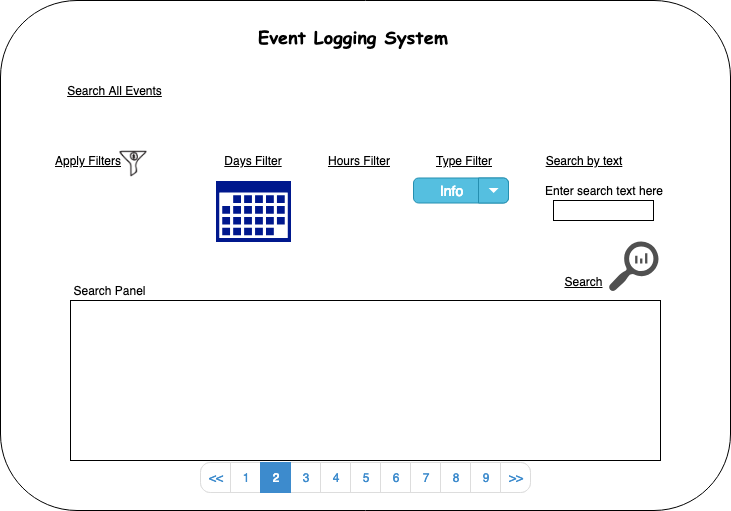 Event Logging System
Search All Events
Apply Filters
Days Filter
Hours Filter
Type Filter
Search by text
Info
Enter search text here
Search
Search Panel
<< 1 2 3 4 5 6 7 8 9 >>